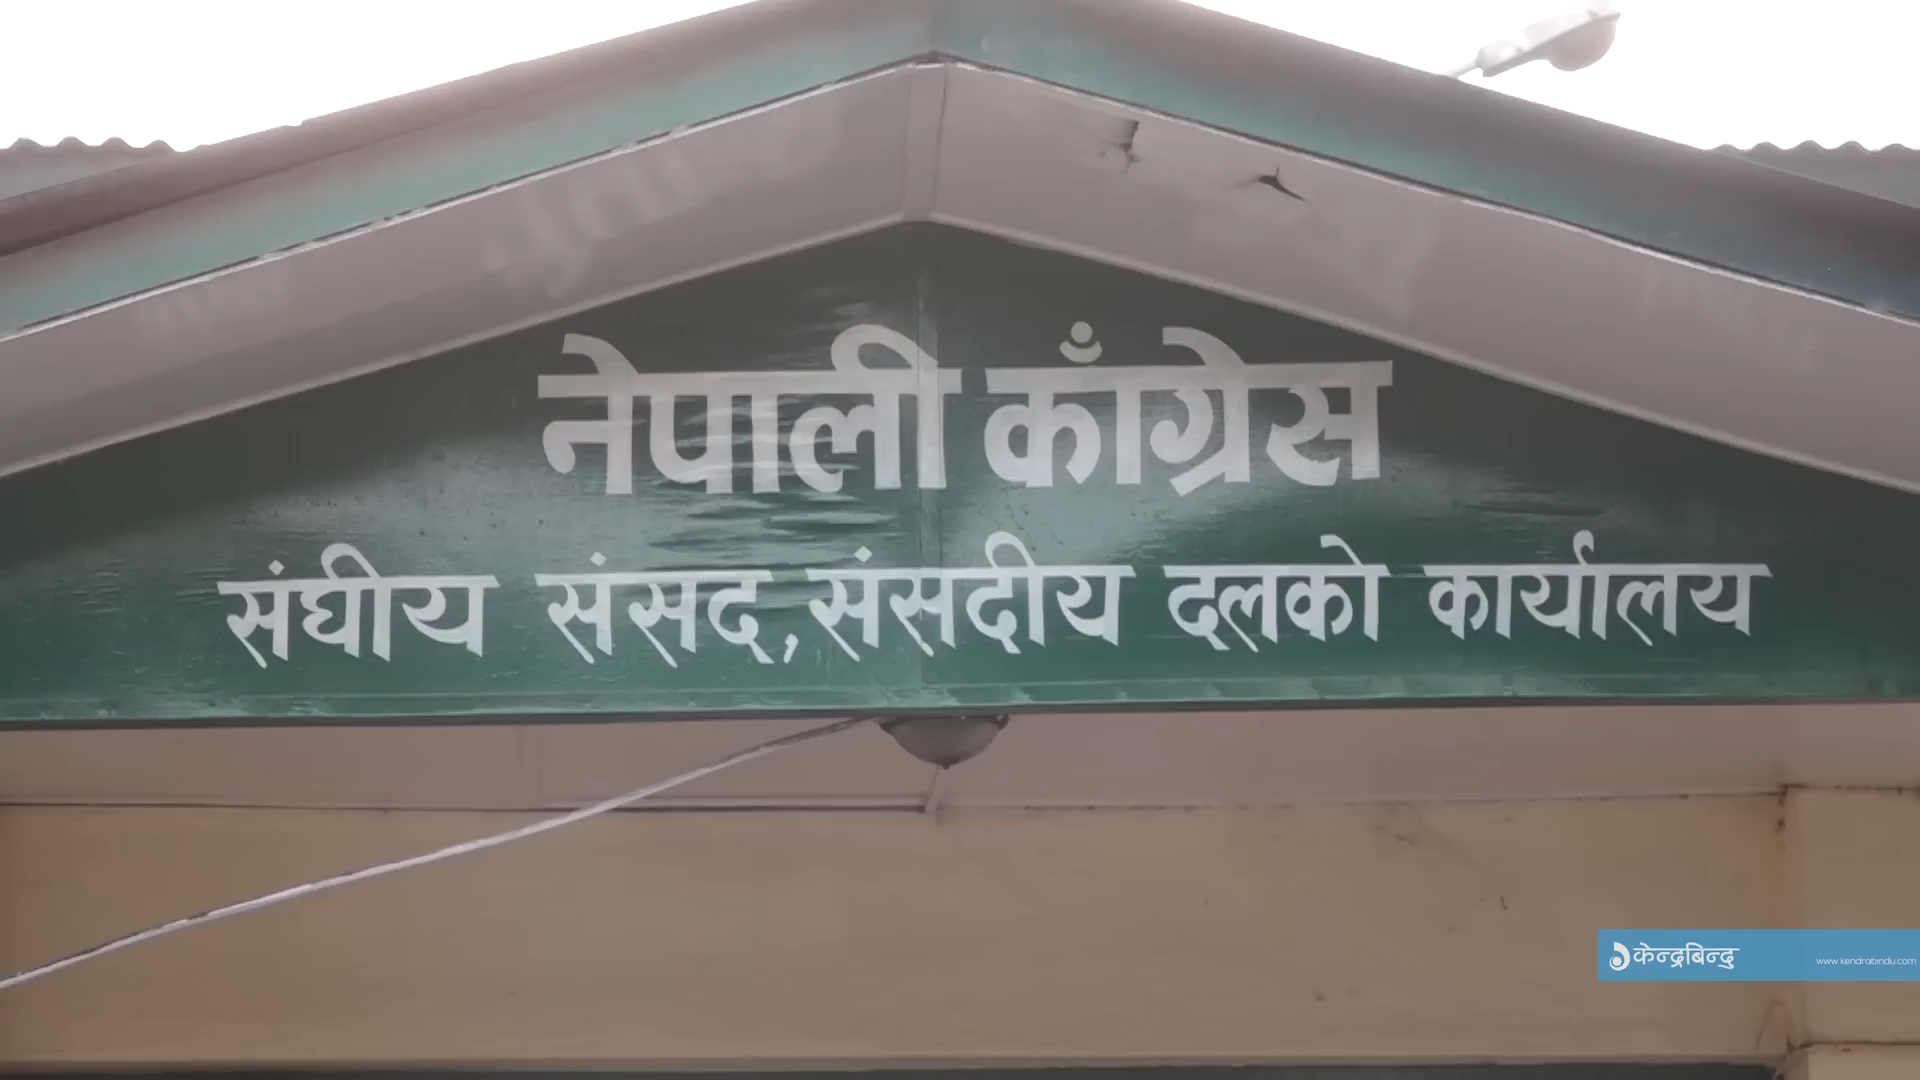 नेपाली काँग्रेस
संघीय संसद, संसदीय दलको कार्यालय
केन्द्रबिन्दु
www.kendrabindu.com